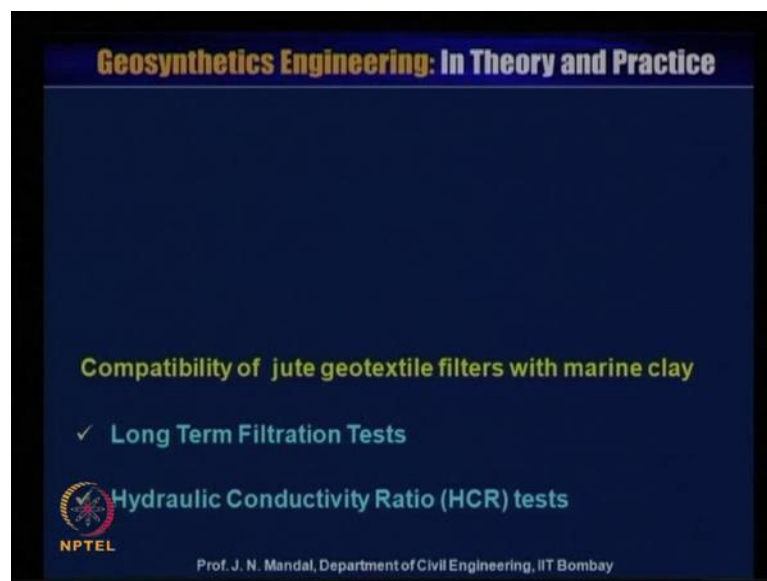 Geosynthetics Engineering: In Theory and Practice
Compatibility of jute geotextile filters with marine clay
✓ Long Term Filtration Tests
✓ Hydraulic Conductivity Ratio (HCR) tests
NPTEL
Prof. J. N. Mandal, Department of Civil Engineering, IIT Bombay